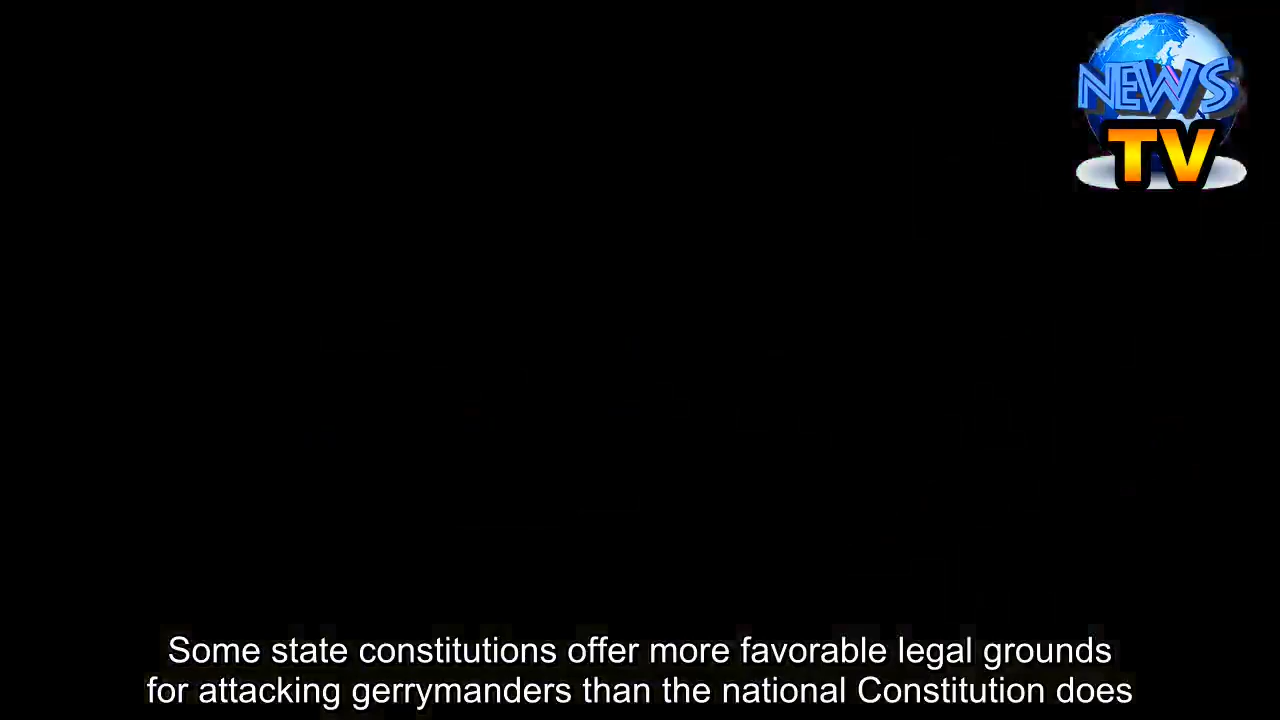 NEWS
TV
Some state constitutions offer more favorable legal grounds
for attacking gerrymanders than the national Constitution does